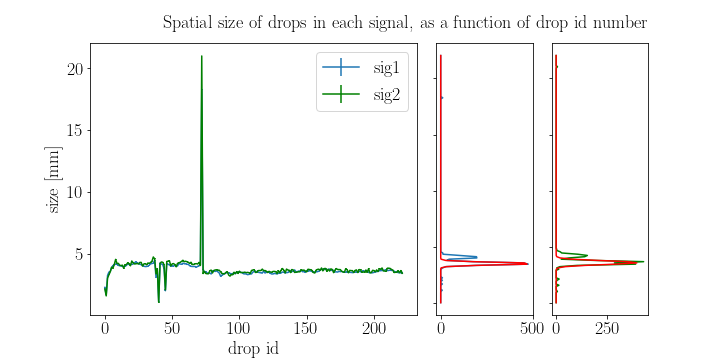 Spatial size of drops in each signal, as a function of drop id number
sig1
sig2
size [mm]
20
15
10
5
0 50 100 150 200
drop id
0 500
0 250